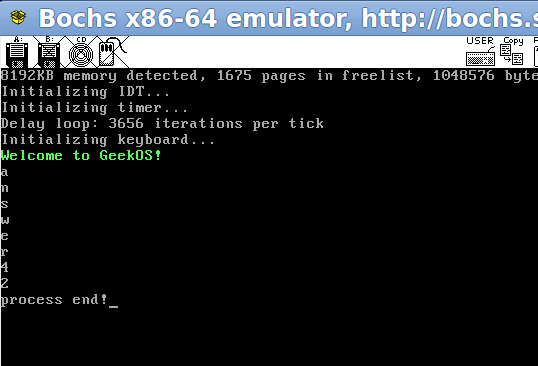 Bochs x86-64 emulator, http://bochs.s
A: B: CD USER Copy
8192KB memory detected, 1675 pages in freelist, 1048576 byte
Initializing IDT...
Initializing timer...
Delay loop: 3656 iterations per tick
Initializing keyboard...
Welcome to GeekOS!
a
n
s
w
e
r
4
2
process end!_